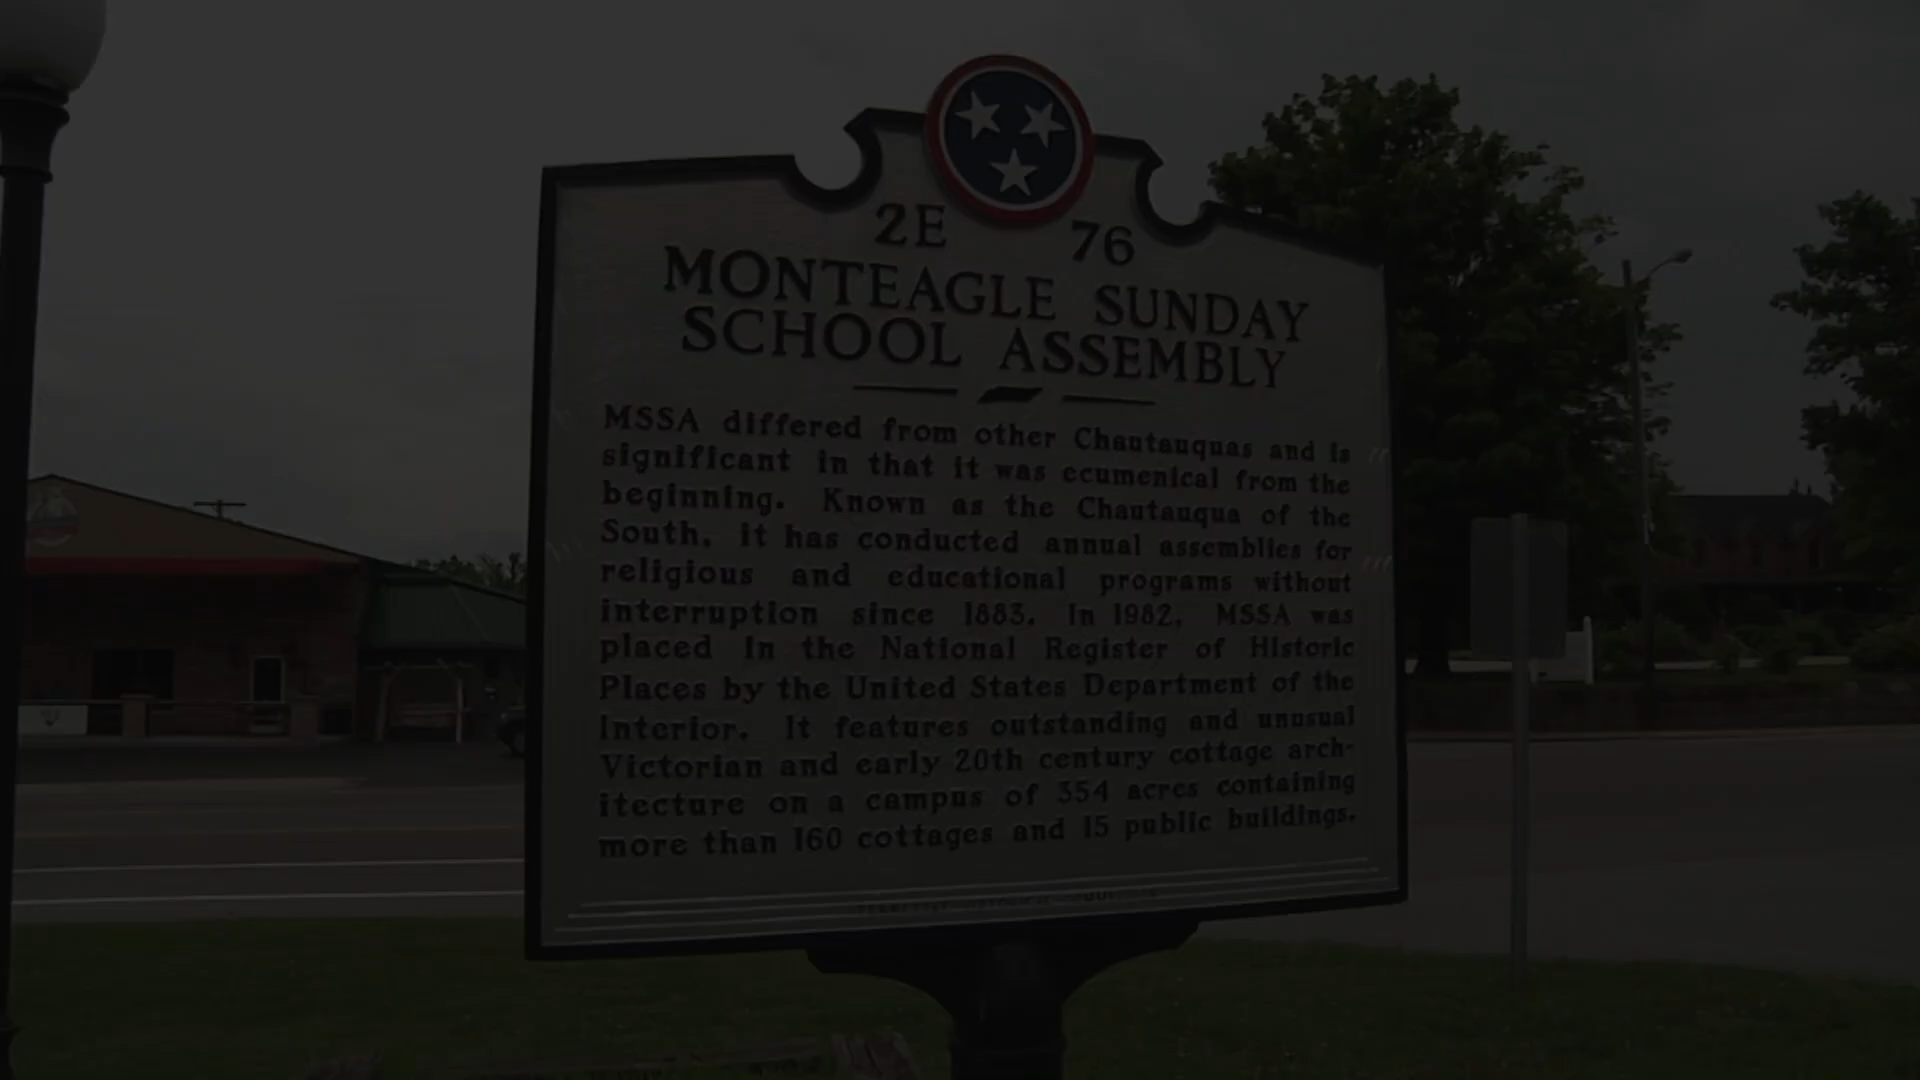 2E 76
MONTEAGLE SUNDAY
SCHOOL ASSEMBLY
MSSA differed from other Chautauquas and is
significant in that it was ecumenical from the
beginning. Known as the Chautauqua of the
South, it has conducted annual assemblies for
religious and educational programs without
interruption since 1883. In 1982, MSSA was
placed in the National Register of Historic
Places by the United States Department of the
Interior. It features outstanding and unusual
Victorian and early 20th century cottage arch-
itecture on a campus of 354 acres containing
more than 160 cottages and 15 public buildings.